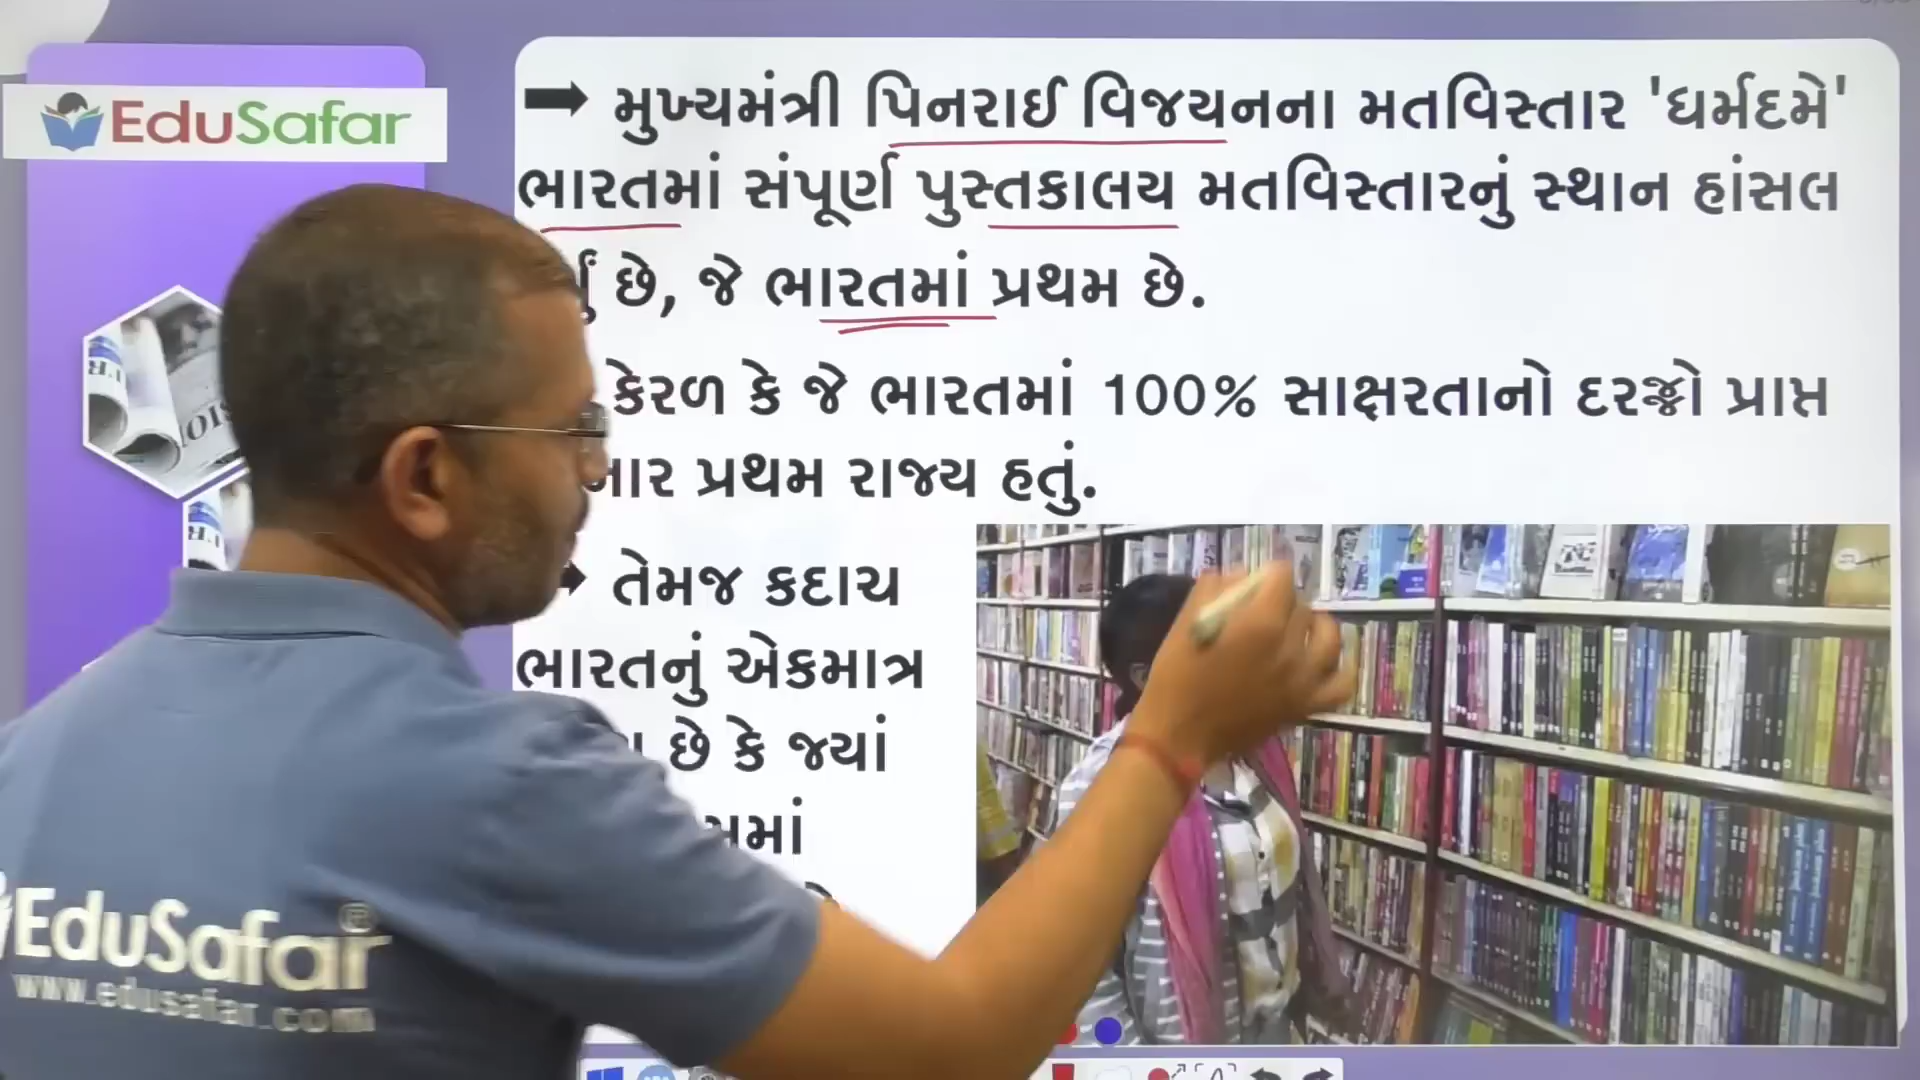 EduSafar
મુખ્યમંત્રી પિનરાઈ વિજયનના મતવિસ્તાર 'ધર્મદમે'
ભારતમાં સંપૂર્ણ પુસ્તકાલય મતવિસ્તારનું સ્થાન હાંસલ
છે, જે ભારતમાં પ્રથમ છે.
કેરળ કે જે ભારતમાં 100% સાક્ષરતાનો દરજ્જો પ્રાપ્ત
પ્રથમ રાજ્ય હતું.
તેમજ કદાચ
ભારતનું એકમાત્ર
છે કે જ્યાં
EduSafar®
www.edusafar.com